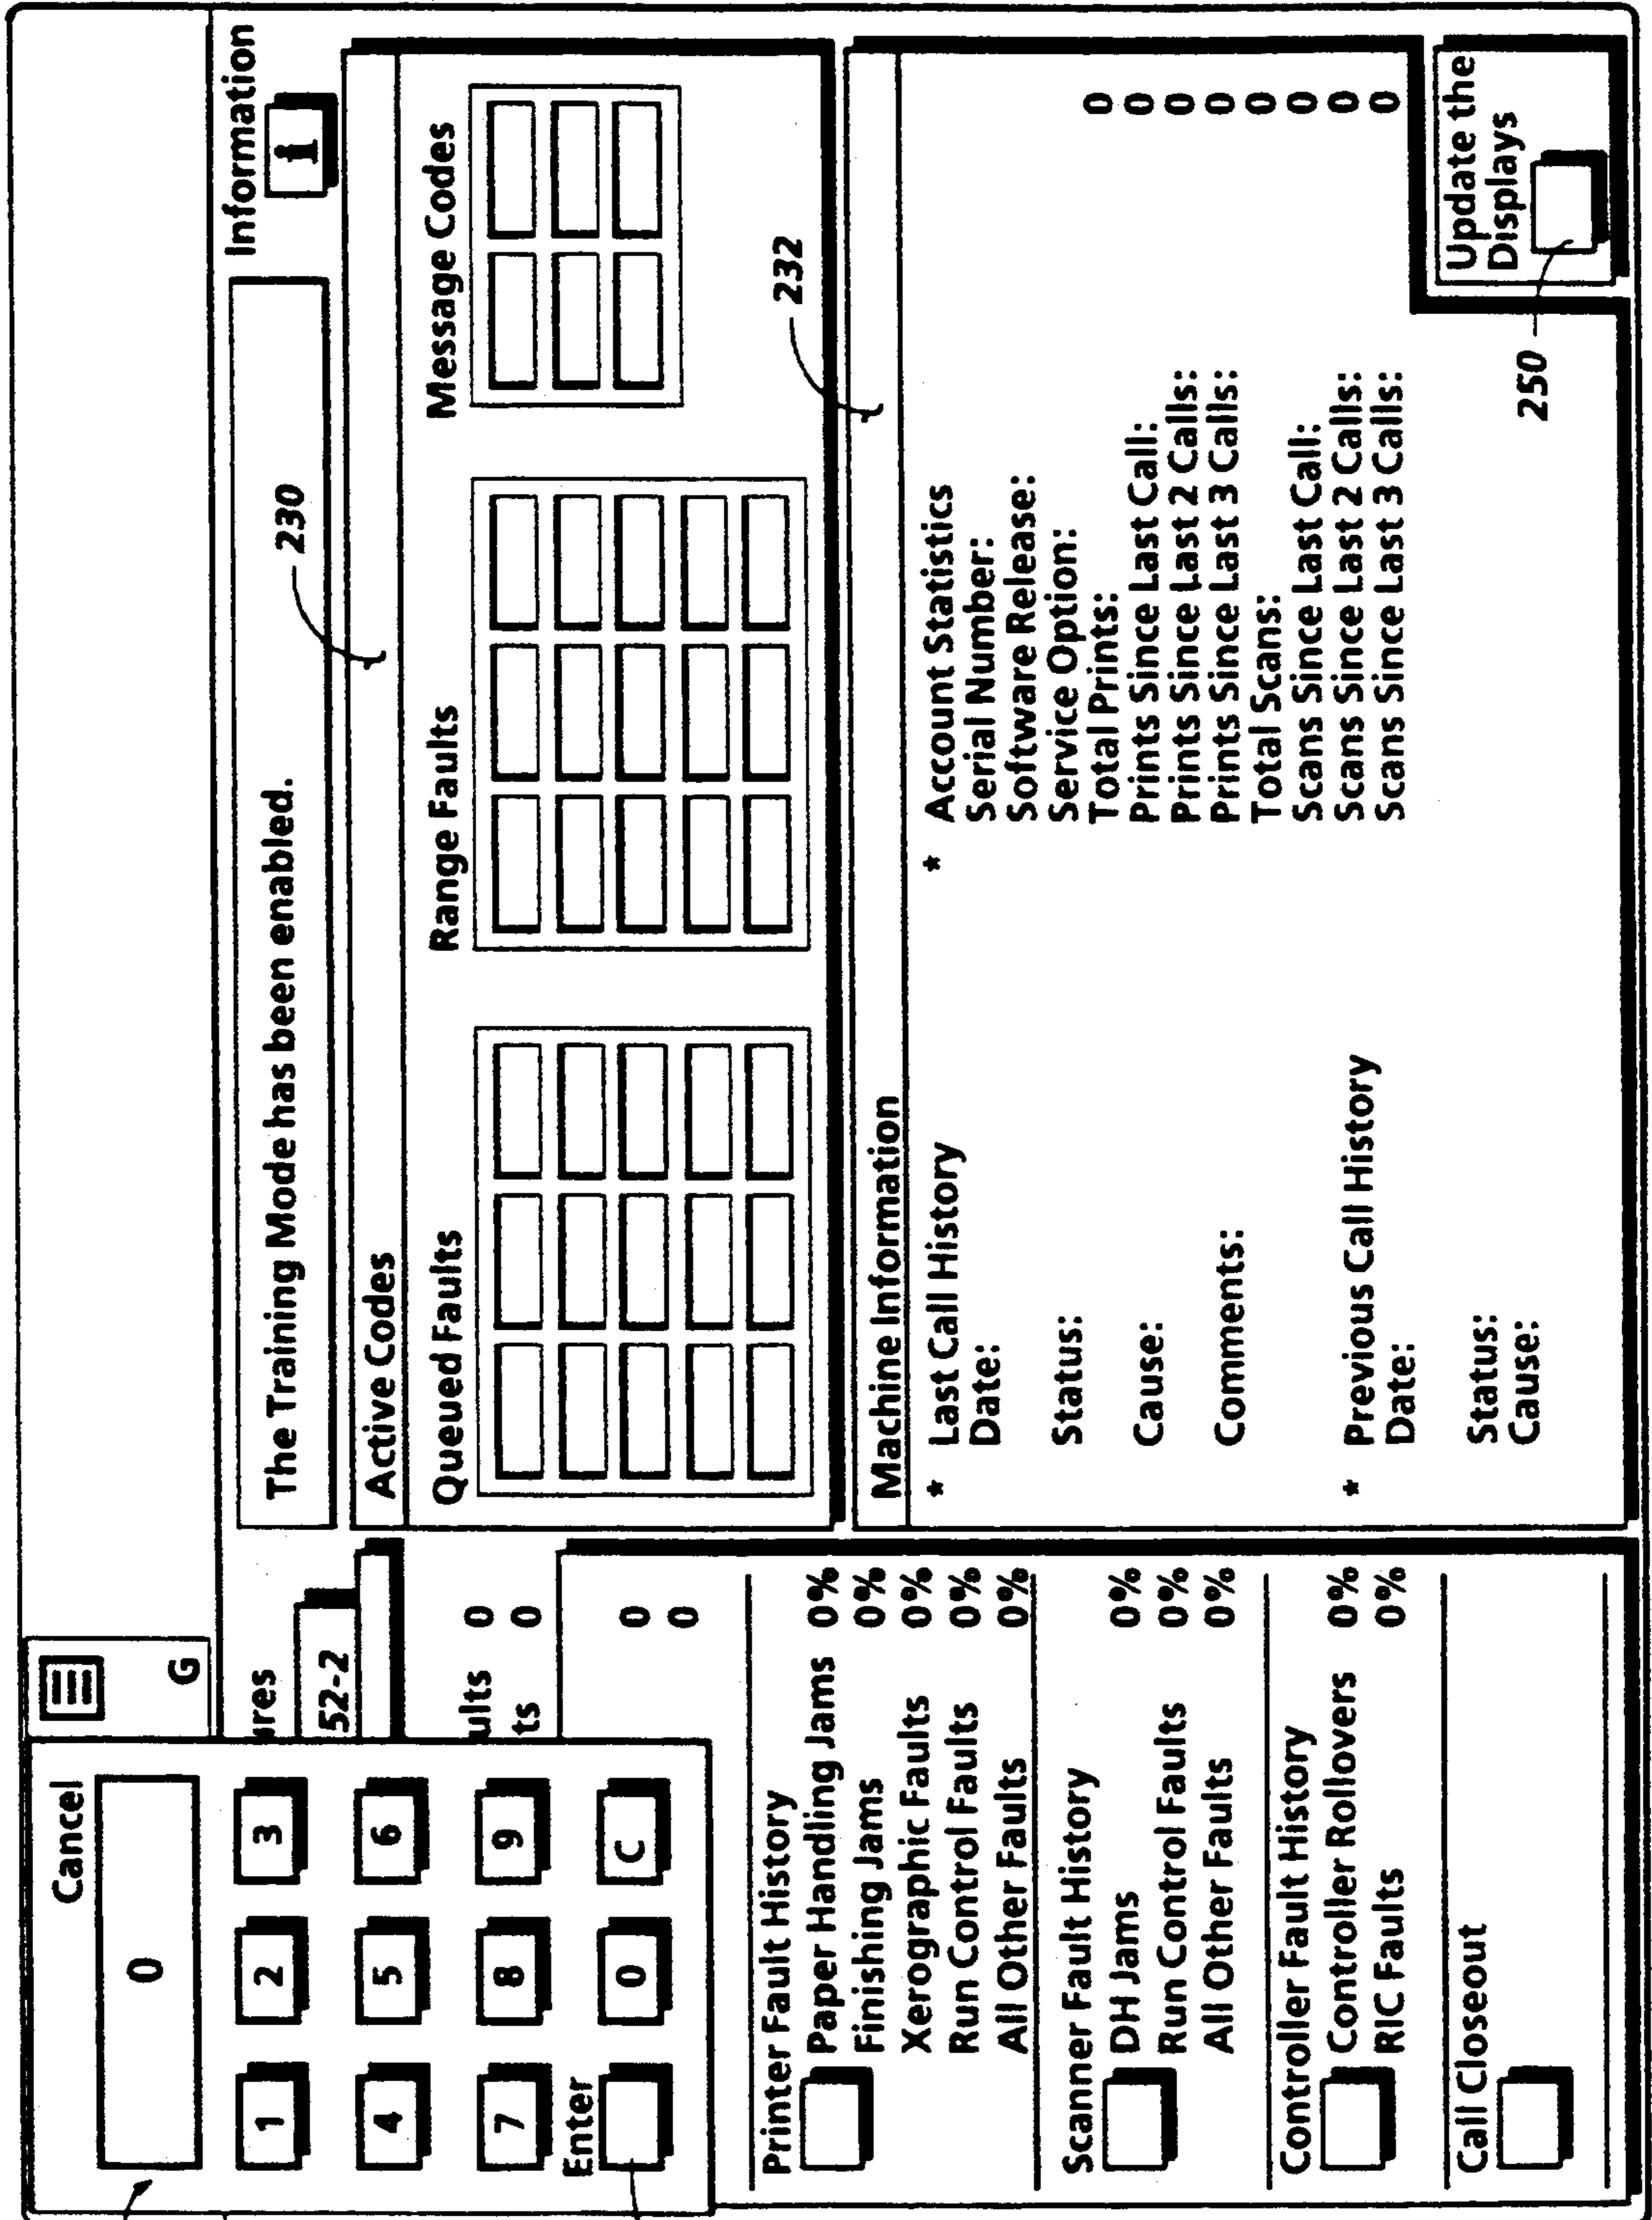 Cancel
0
1 2 3
4 5 6
7 8 9
Enter
0 C
G
ures
52-2
ults 0
ts 0
0
0
Printer Fault History
Paper Handling Jams 0%
Finishing Jams 0%
Xerographic Faults 0%
Run Control Faults 0%
All Other Faults 0%
Scanner Fault History
DH Jams 0%
Run Control Faults 0%
All Other Faults 0%
Controller Fault History
Controller Rollovers 0%
RIC Faults 0%
Call Closeout
Information
i
The Training Mode has been enabled.
230
Active Codes
Queued Faults Range Faults Message Codes
232
Machine Information
* Last Call History
Date:
Status:
Cause:
Comments:
* Previous Call History
Date:
Status:
Cause:
* Account Statistics
Serial Number:
Software Release:
Service Option:
Total Prints: 0
Prints Since Last Call: 0
Prints Since Last 2 Calls: 0
Prints Since Last 3 Calls: 0
Total Scans: 0
Scans Since Last Call: 0
Scans Since Last 2 Calls: 0
Scans Since Last 3 Calls: 0
Update the
Displays
250